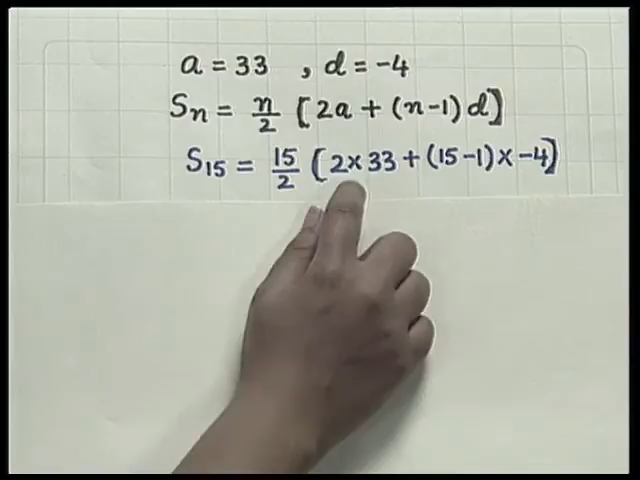 a = 33 , d = -4
Sn = n/2 [2a + (n-1) d]
S15 = 15/2 [2×33 + (15-1) × -4]